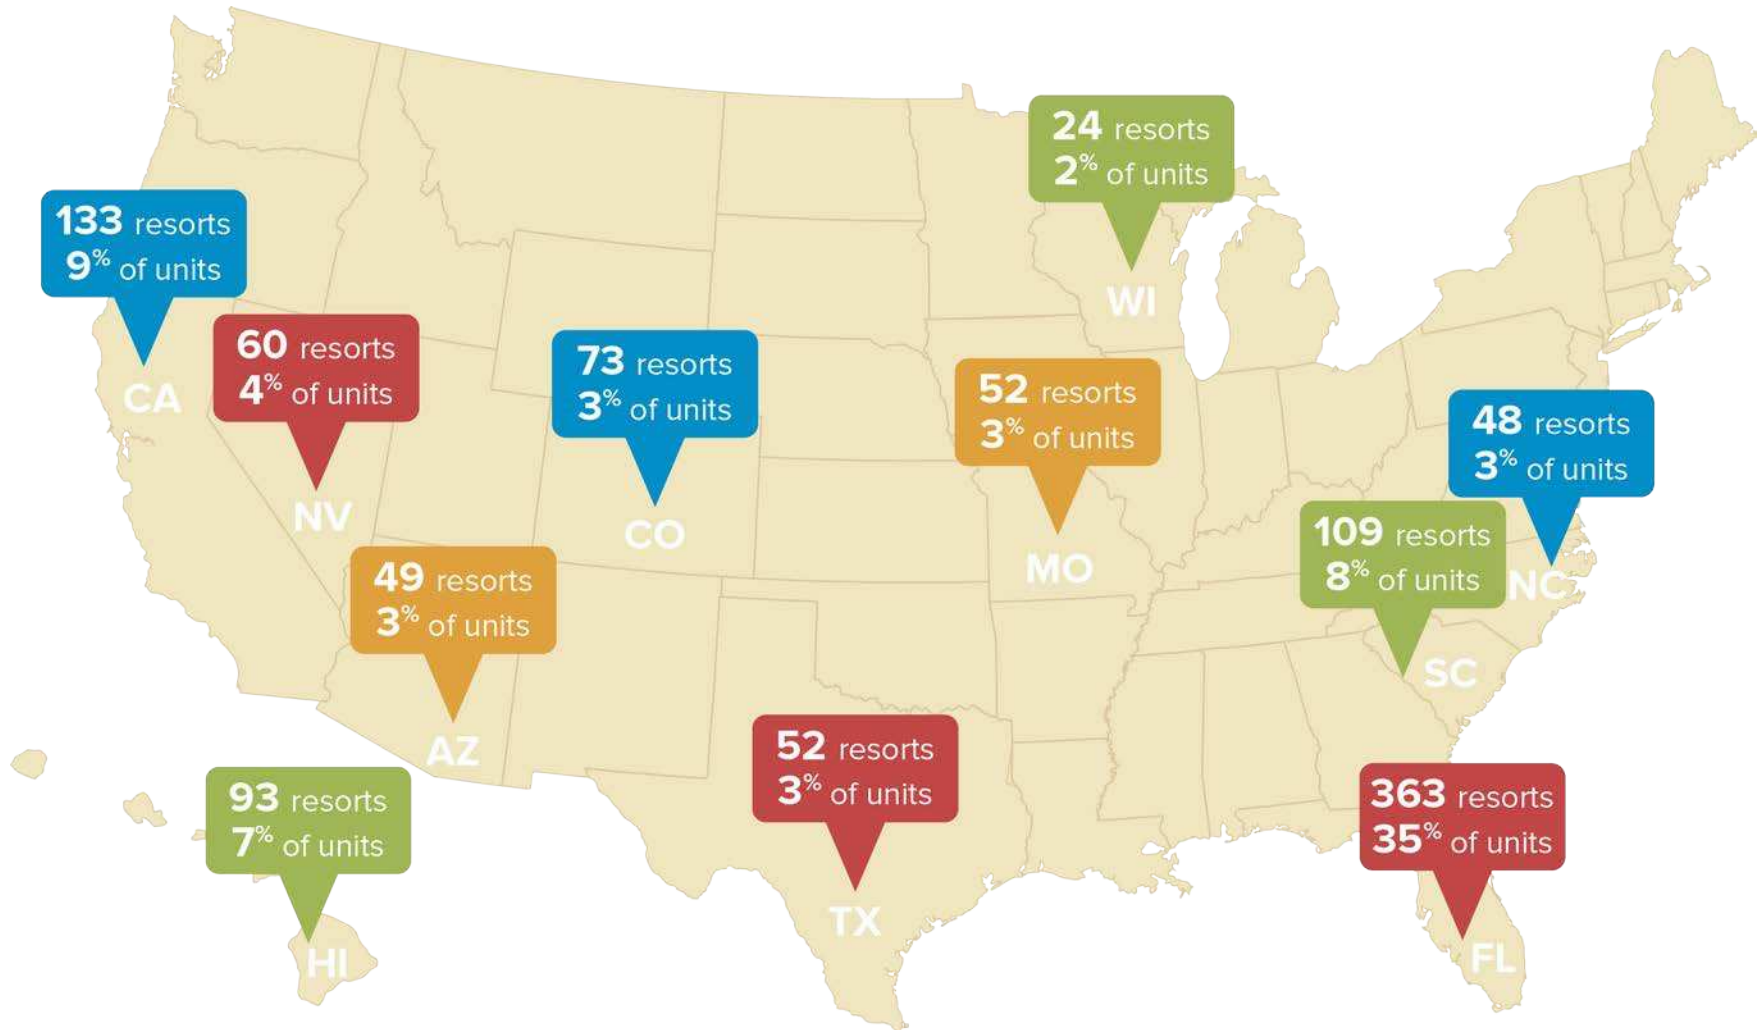 24 resorts
2% of units
WI
133 resorts
9% of units
CA
60 resorts
4% of units
NV
73 resorts
3% of units
CO
52 resorts
3% of units
MO
48 resorts
3% of units
NC
109 resorts
8% of units
SC
49 resorts
3% of units
AZ
52 resorts
3% of units
TX
93 resorts
7% of units
HI
363 resorts
35% of units
FL